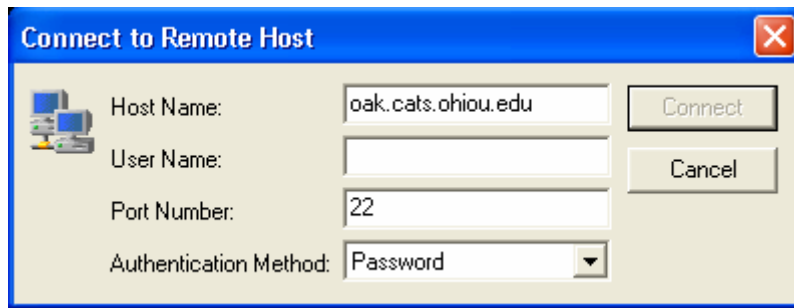 Connect to Remote Host
Host Name: oak.cats.ohiou.edu Connect
User Name: Cancel
Port Number: 22
Authentication Method: Password